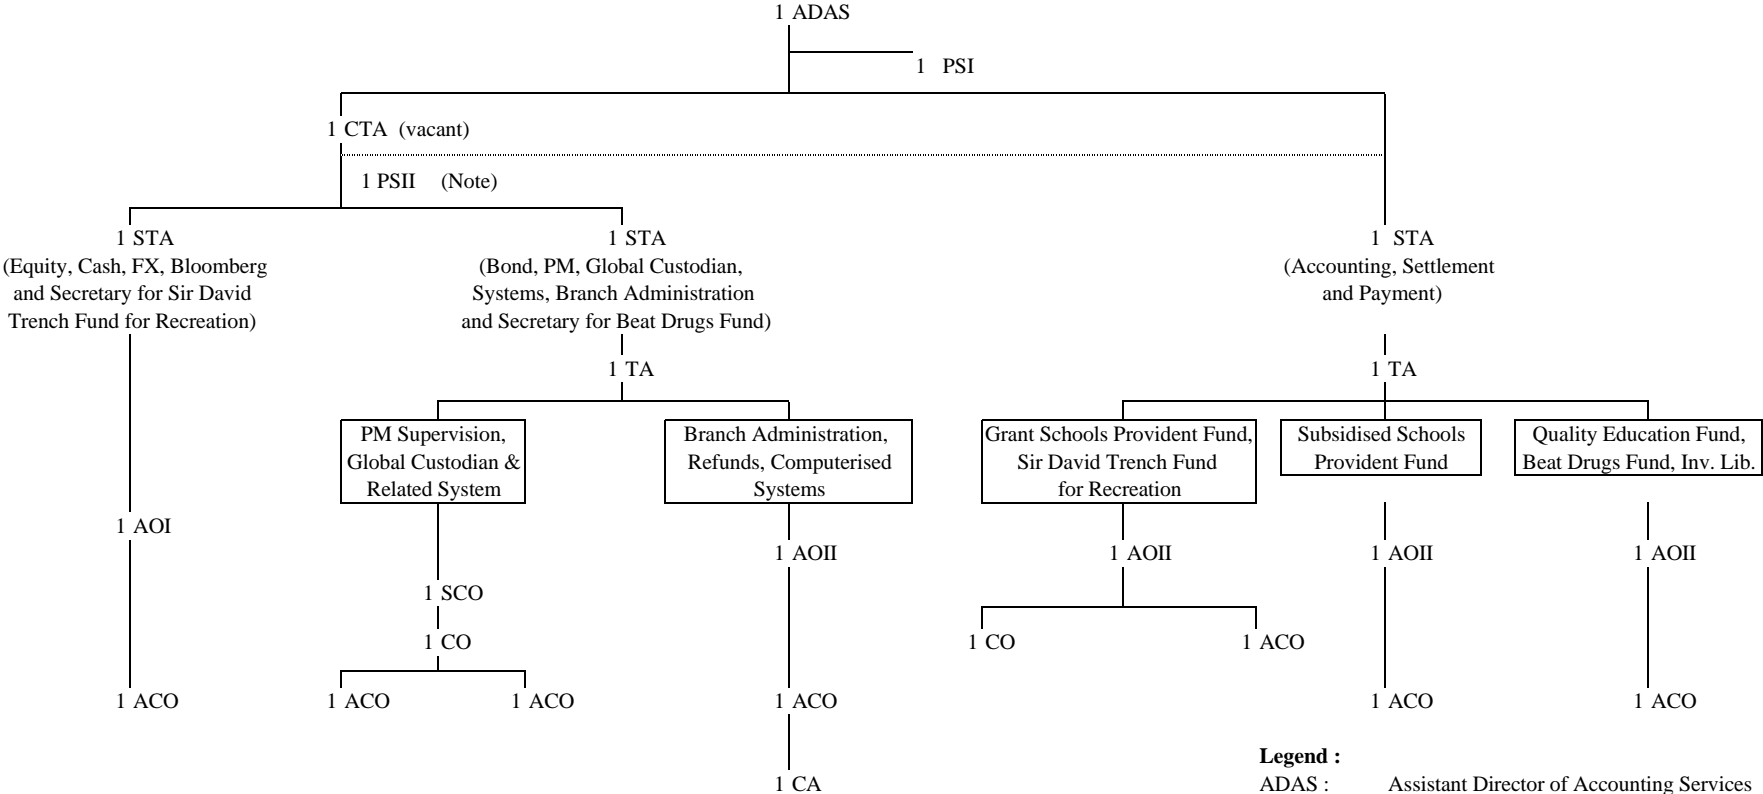 1 ADAS
1 PSI
1 CTA (vacant)
1 PSII (Note)
1 STA
(Equity, Cash, FX, Bloomberg
and Secretary for Sir David
Trench Fund for Recreation)
1 STA
(Bond, PM, Global Custodian,
Systems, Branch Administration
and Secretary for Beat Drugs Fund)
1 STA
(Accounting, Settlement
and Payment)
1 TA
1 TA
PM Supervision,
Global Custodian &
Related System
Branch Administration,
Refunds, Computerised
Systems
Grant Schools Provident Fund,
Sir David Trench Fund
for Recreation
Subsidised Schools
Provident Fund
Quality Education Fund,
Beat Drugs Fund, Inv. Lib.
1 AOI
1 AOII
1 AOII
1 AOII
1 AOII
1 SCO
1 CO
1 CO
1 ACO
1 ACO
1 ACO
1 ACO
1 ACO
1 ACO
1 ACO
1 CA
Legend :
ADAS : Assistant Director of Accounting Services